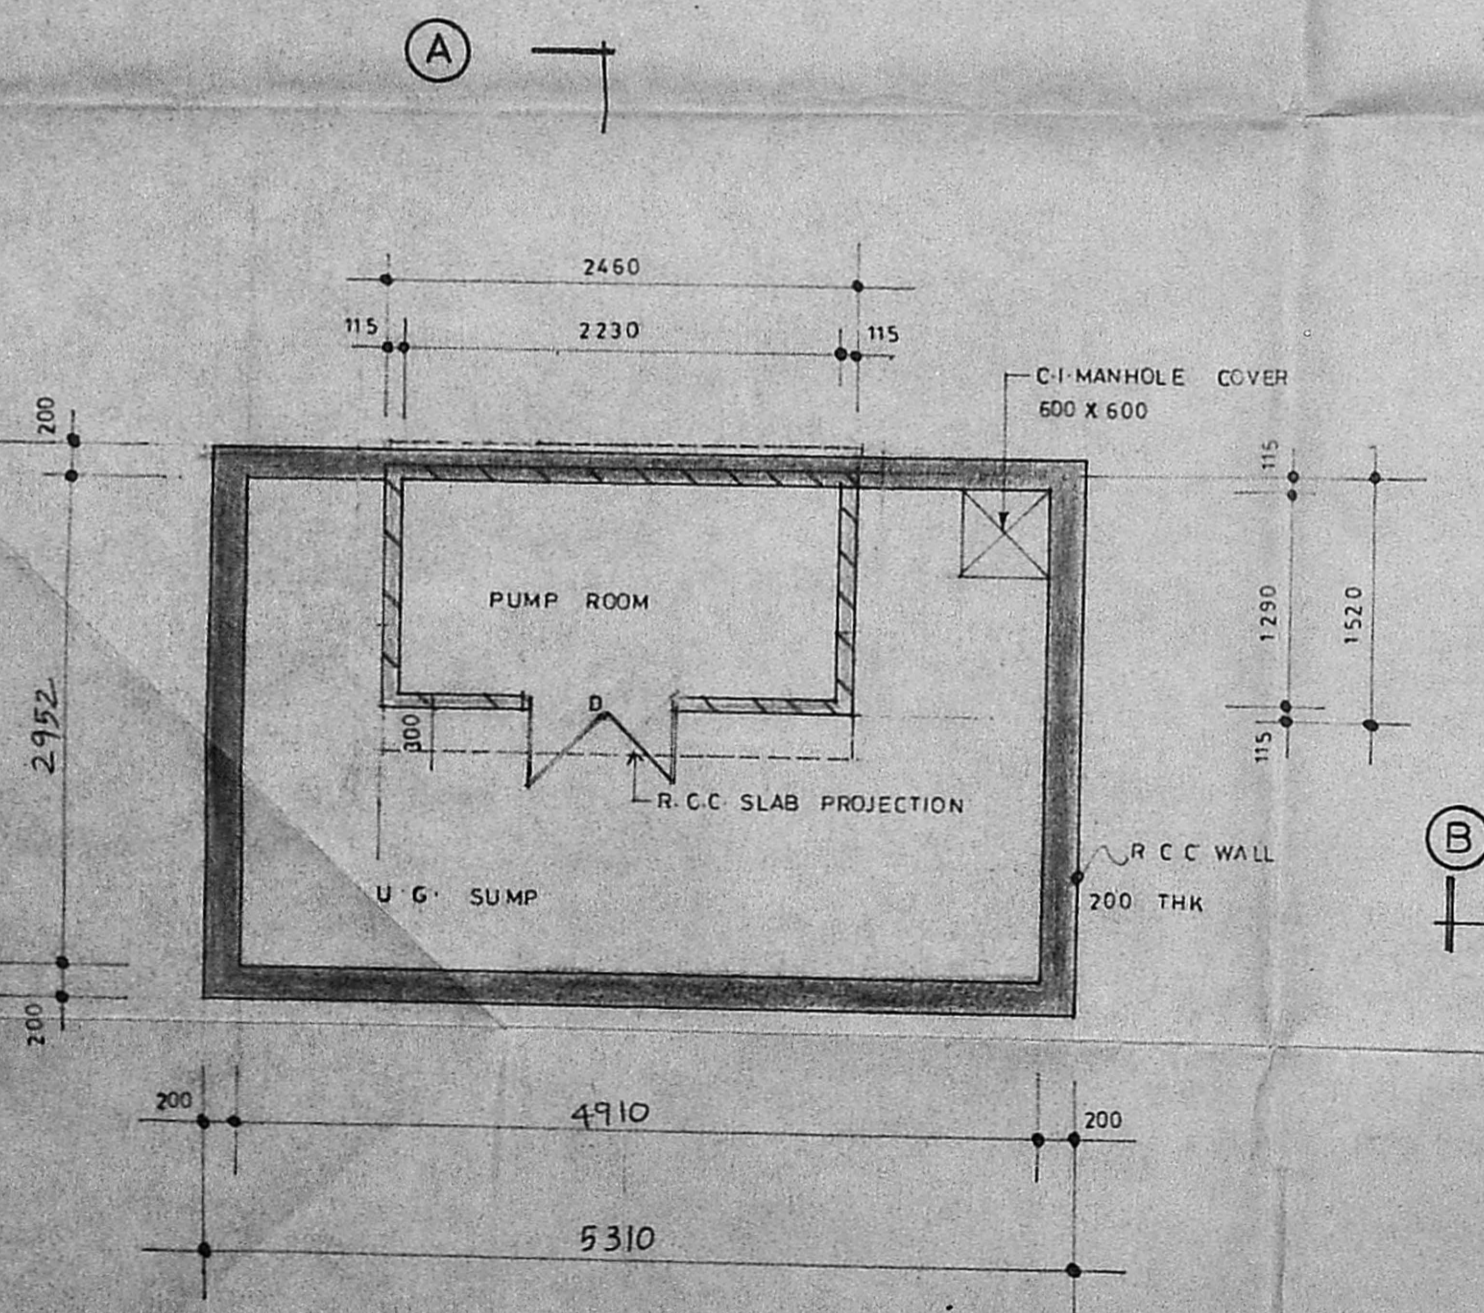 A
2460
115
2230
115
C.I.MANHOLE COVER
600 X 600
200
115
PUMP ROOM
1290
1520
2952
D
300
115
R.C.C. SLAB PROJECTION
B
R C C WALL
200 THK
U.G. SUMP
200
200
4910
200
5310